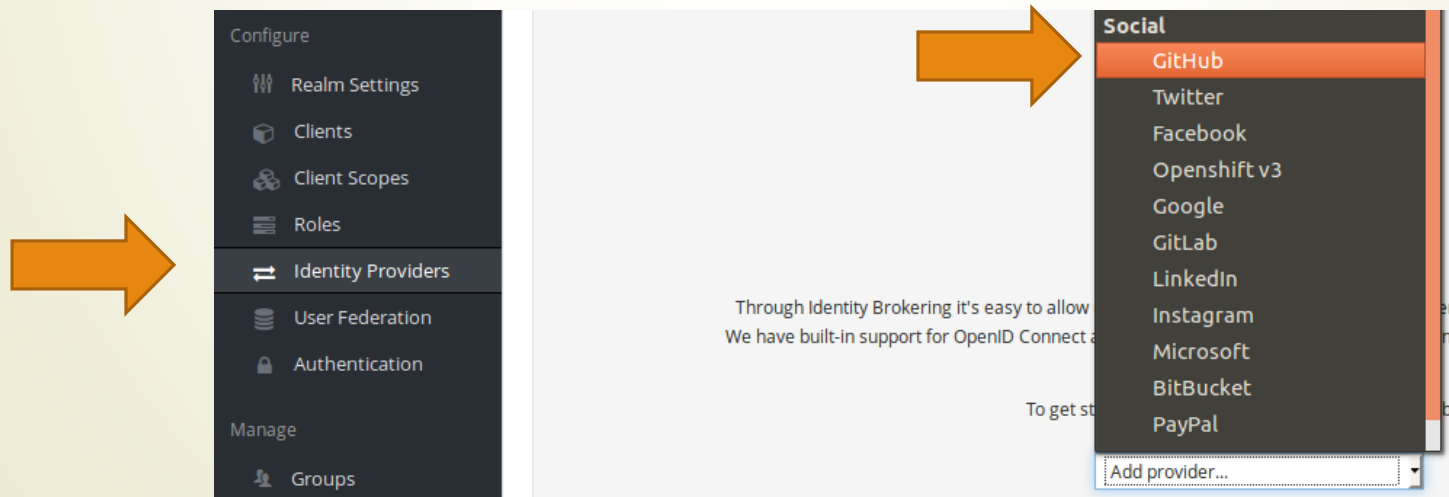 Configure
Realm Settings
Clients
Client Scopes
Roles
Identity Providers
User Federation
Authentication
Manage
Groups
Through Identity Brokering it's easy to allow
We have built-in support for OpenID Connect
To get
Social
GitHub
Twitter
Facebook
Openshift v3
Google
GitLab
LinkedIn
Instagram
Microsoft
BitBucket
PayPal
Add provider...